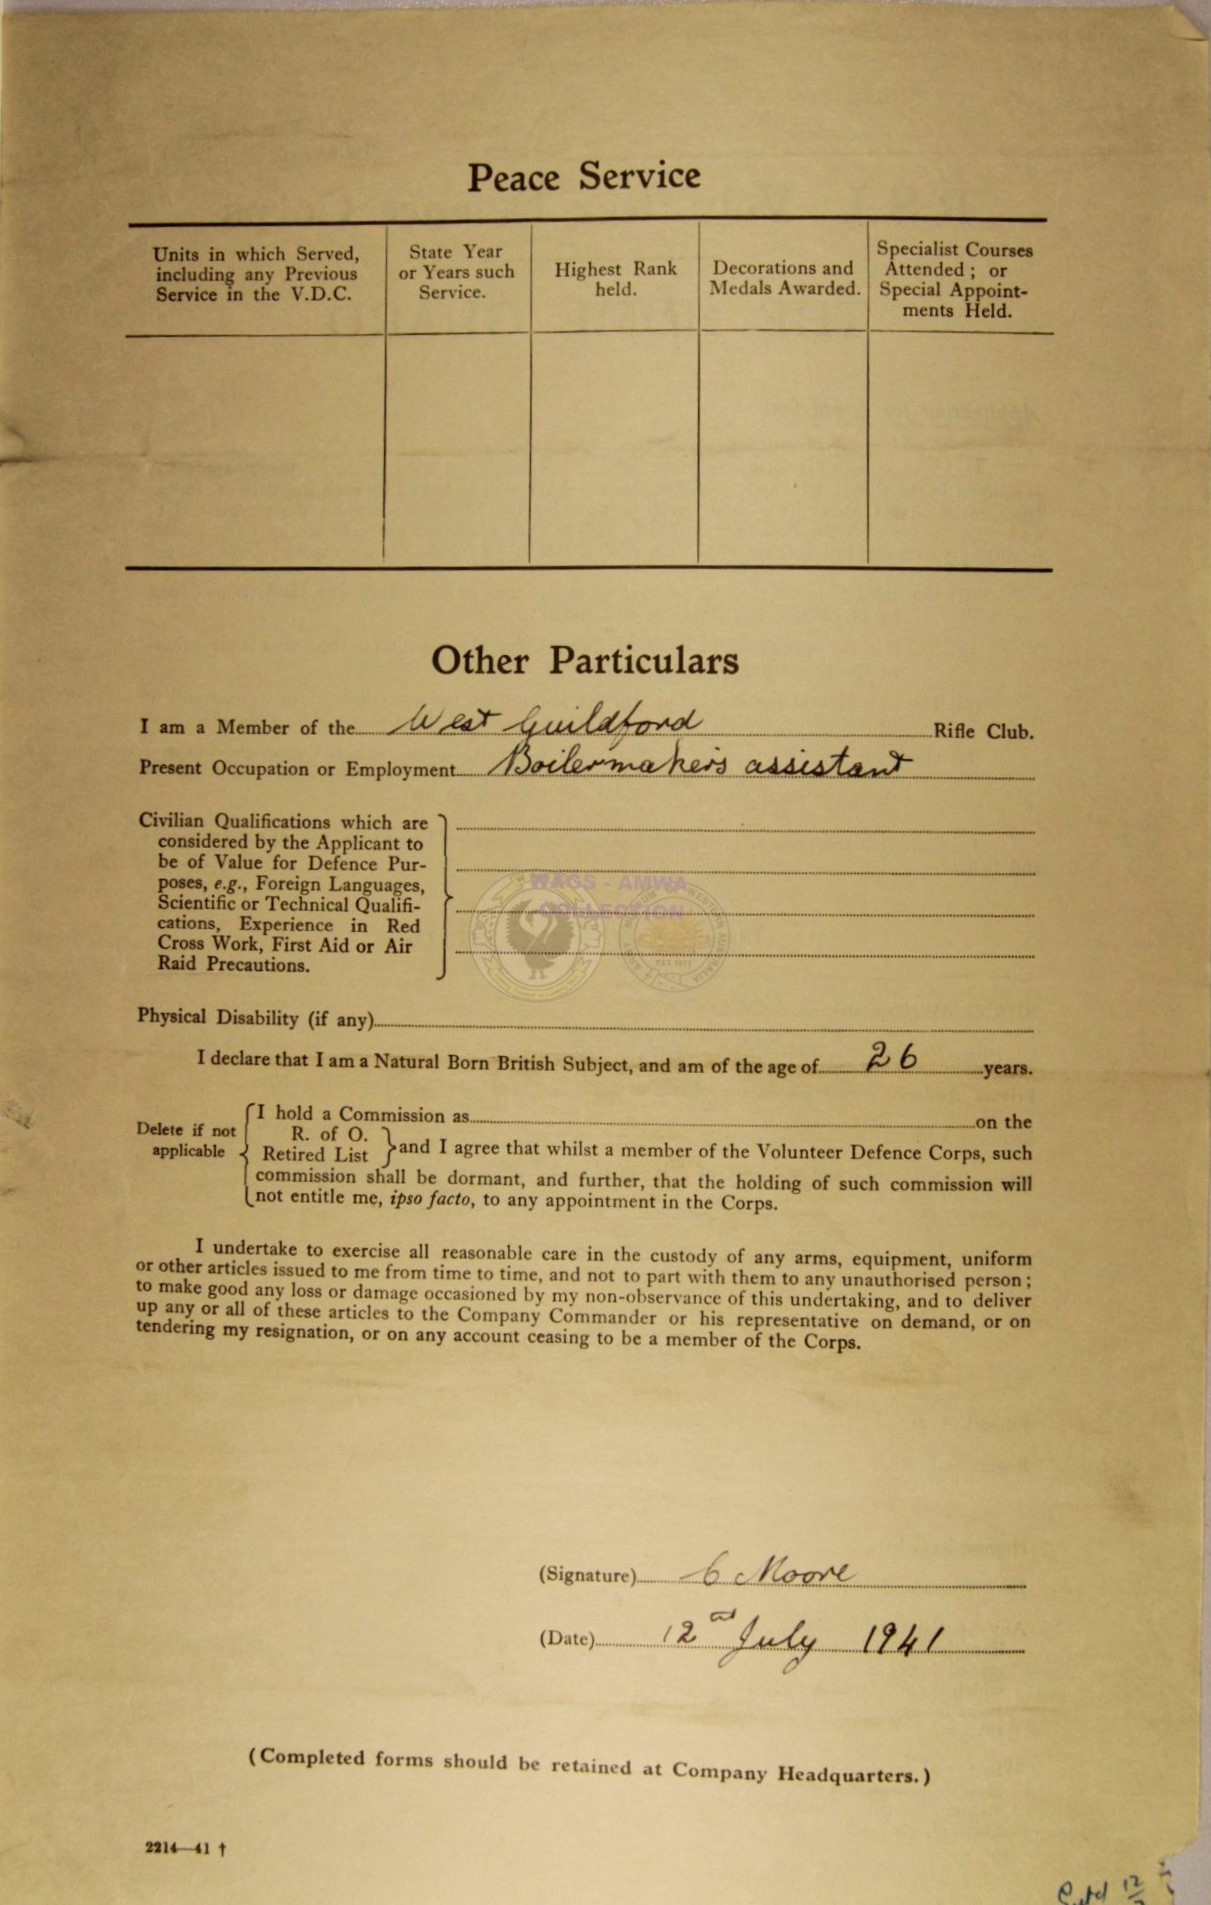 Peace Service
Units in which Served,
including any Previous
Service in the V.D.C.
State Year
or Years such
Service.
Highest Rank
held.
Decorations and
Medals Awarded.
Specialist Courses
Attended ; or
Special Appoint-
ments Held.
Other Particulars
I am a Member of the West Guildford Rifle Club.
Present Occupation or Employment Boilermakers assistant
Civilian Qualifications which are
considered by the Applicant to
be of Value for Defence Pur-
poses, e.g., Foreign Languages,
Scientific or Technical Qualifi-
cations, Experience in Red
Cross Work, First Aid or Air
Raid Precautions.
WAGS - AMWA
COLLECTION
Physical Disability (if any)
I declare that I am a Natural Born British Subject, and am of the age of 26 years.
Delete if not
applicable
I hold a Commission as on the
R. of O.
Retired List
and I agree that whilst a member of the Volunteer Defence Corps, such
commission shall be dormant, and further, that the holding of such commission will
not entitle me, ipso facto, to any appointment in the Corps.
I undertake to exercise all reasonable care in the custody of any arms, equipment, uniform
or other articles issued to me from time to time, and not to part with them to any unauthorised person ;
to make good any loss or damage occasioned by my non-observance of this undertaking, and to deliver
up any or all of these articles to the Company Commander or his representative on demand, or on
tendering my resignation, or on any account ceasing to be a member of the Corps.
(Signature) C Moore
(Date) 12nd July 1941
(Completed forms should be retained at Company Headquarters.)
2214—41 †